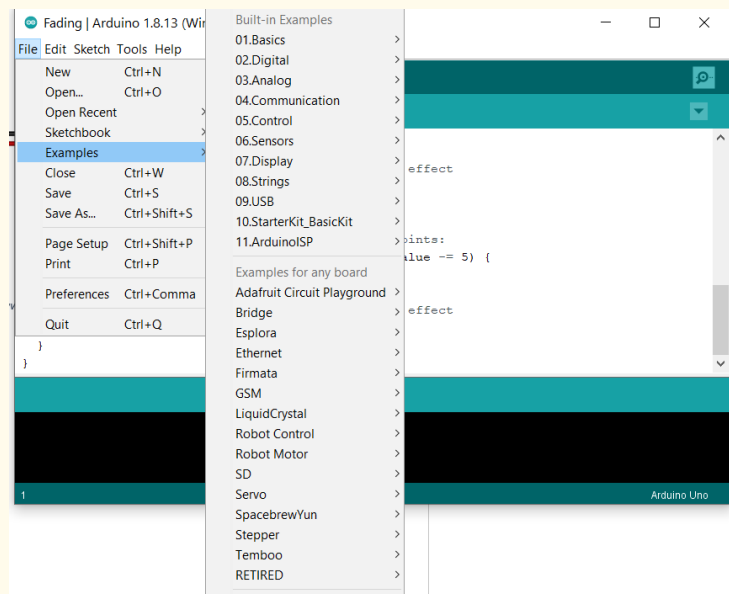 Fading | Arduino 1.8.13 (Wi
File Edit Sketch Tools Help
New Ctrl+N
Open... Ctrl+O
Open Recent
Sketchbook
Examples
Close Ctrl+W
Save Ctrl+S
Save As... Ctrl+Shift+S
Page Setup Ctrl+Shift+P
Print Ctrl+P
Preferences Ctrl+Comma
Quit Ctrl+Q
Built-in Examples
01.Basics
02.Digital
03.Analog
04.Communication
05.Control
06.Sensors
07.Display
08.Strings
09.USB
10.StarterKit_BasicKit
11.ArduinoISP
Examples for any board
Adafruit Circuit Playground
Bridge
Esplora
Ethernet
Firmata
GSM
LiquidCrystal
Robot Control
Robot Motor
SD
Servo
SpacebrewYun
Stepper
Temboo
RETIRED
effect
oints:
alue -= 5) {
effect
}
}
1
Arduino Uno